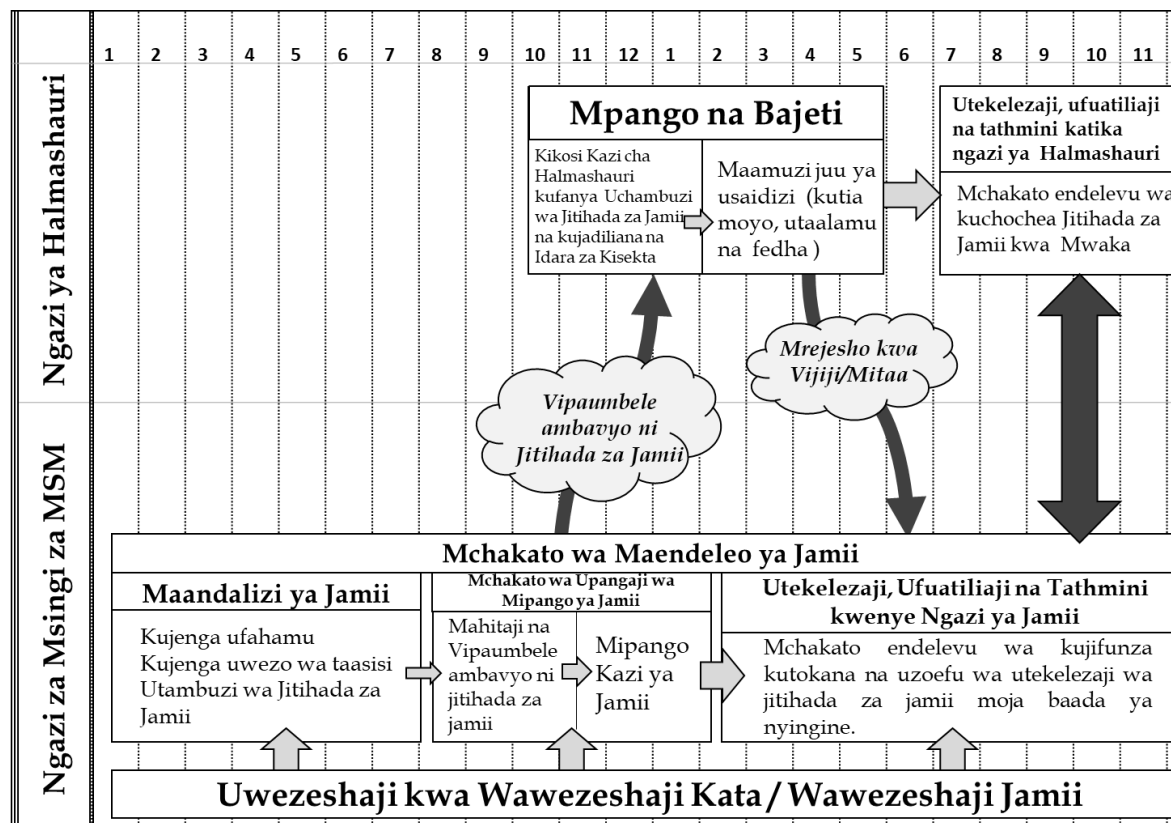 1 2 3 4 5 6 7 8 9 10 11 12 1 2 3 4 5 6 7 8 9 10 11
Ngazi ya Halmashauri
Mpango na Bajeti
Kikosi Kazi cha
Halmashauri
kufanya Uchambuzi
wa Jitihada za Jamii
na kujadiliana na
Idara za Kisekta
Maamuzi juu ya
usaidizi (kutia
moyo, utaalamu
na fedha )
Utekelezaji, ufuatiliaji
na tathmini katika
ngazi ya Halmashauri
Mchakato endelevu wa
kuchochea Jitihada za
Jamii kwa Mwaka
Vipaumbele
ambavyo ni
Jitihada za Jamii
Mrejesho kwa
Vijiji/Mitaa
Ngazi za Msingi za MSM
Mchakato wa Maendeleo ya Jamii
Maandalizi ya Jamii
Kujenga ufahamu
Kujenga uwezo wa taasisi
Utambuzi wa Jitihada za
Jamii
Mchakato wa Upangaji wa
Mipango ya Jamii
Mahitaji na
Vipaumbele
ambavyo ni
jitihada za
jamii
Mipango
Kazi ya
Jamii
Utekelezaji, Ufuatiliaji na Tathmini
kwenye Ngazi ya Jamii
Mchakato endelevu wa kujifunza
kutokana na uzoefu wa utekelezaji wa
jitihada za jamii moja baada ya
nyingine.
Uwezeshaji kwa Wawezeshaji Kata / Wawezeshaji Jamii